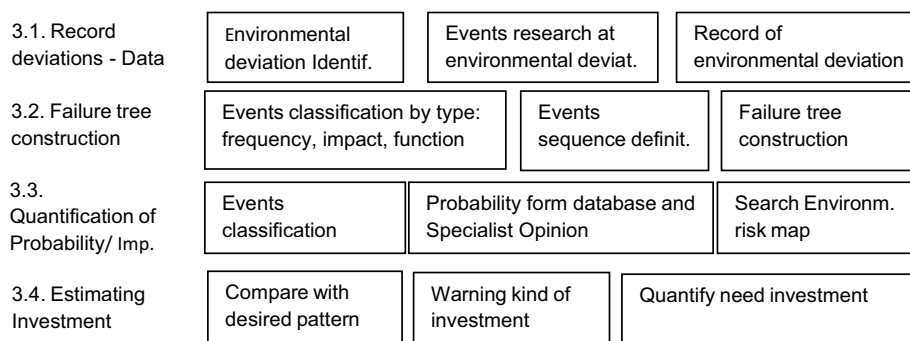 3.1. Record
deviations - Data
Environmental
deviation Identif.
Events research at
environmental deviat.
Record of
environmental deviation
3.2. Failure tree
construction
Events classification by type:
frequency, impact, function
Events
sequence definit.
Failure tree
construction
3.3.
Quantification of
Probability/ Imp.
Events
classification
Probability form database and
Specialist Opinion
Search Environm.
risk map
3.4. Estimating
Investment
Compare with
desired pattern
Warning kind of
investment
Quantify need investment